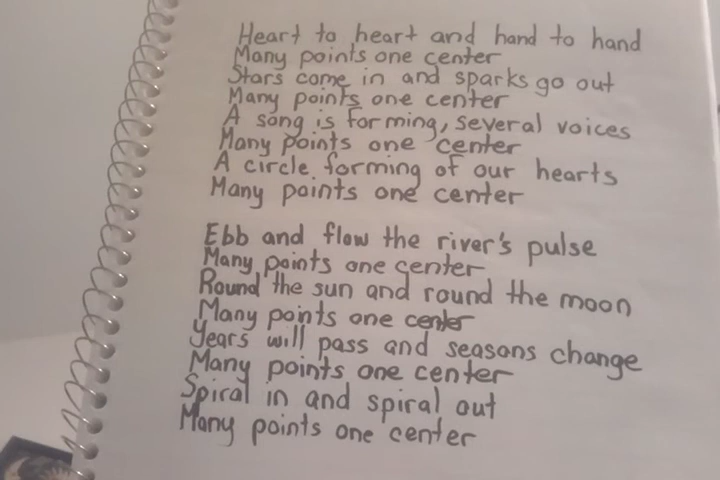 Heart to heart and hand to hand
Many points one center
Stars come in and sparks go out
Many points one center
A song is forming, several voices
Many points one center
A circle forming of our hearts
Many points one center
Ebb and flow the river's pulse
Many points one center
Round the sun and round the moon
Many points one center
Years will pass and seasons change
Many points one center
Spiral in and spiral out
Many points one center